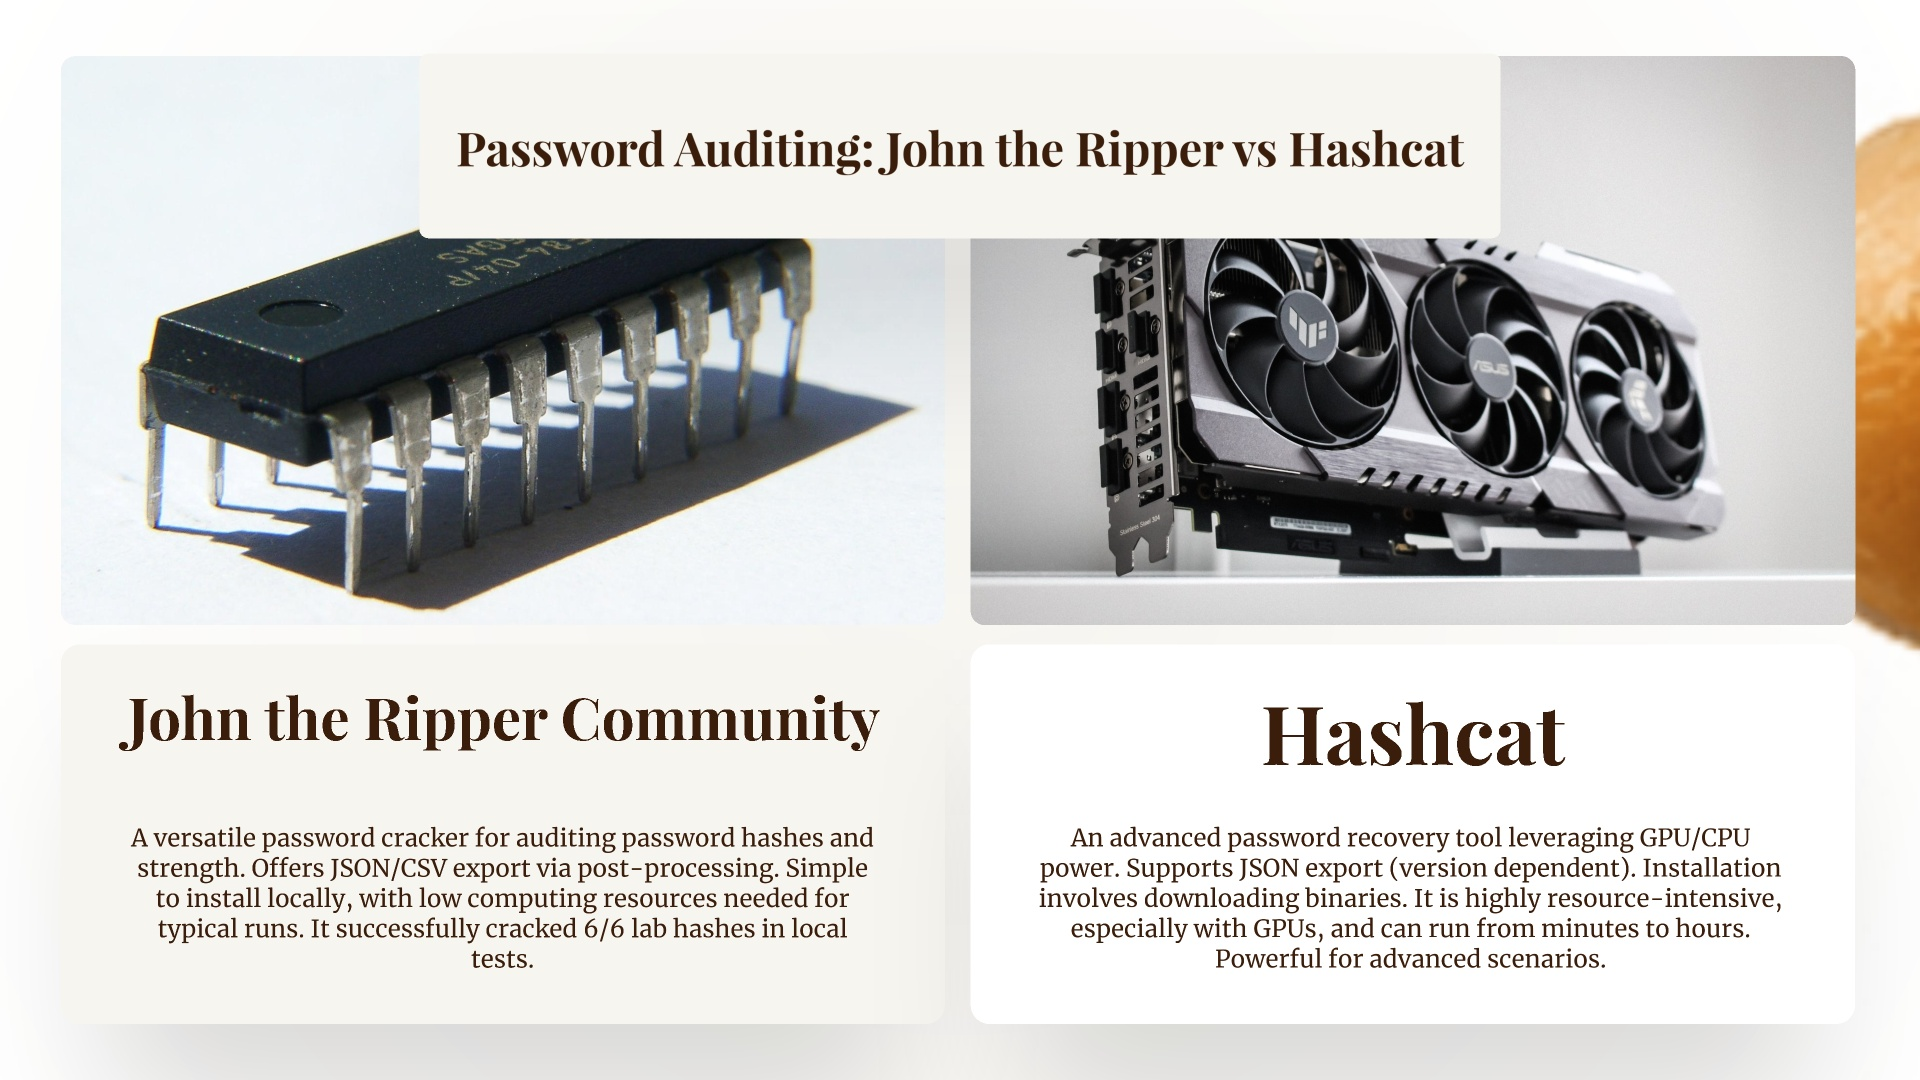 Password Auditing: John the Ripper vs Hashcat
ASUS
John the Ripper Community
A versatile password cracker for auditing password hashes and
strength. Offers JSON/CSV export via post-processing. Simple
to install locally, with low computing resources needed for
typical runs. It successfully cracked 6/6 lab hashes in local
tests.
Hashcat
An advanced password recovery tool leveraging GPU/CPU
power. Supports JSON export (version dependent). Installation
involves downloading binaries. It is highly resource-intensive,
especially with GPUs, and can run from minutes to hours.
Powerful for advanced scenarios.